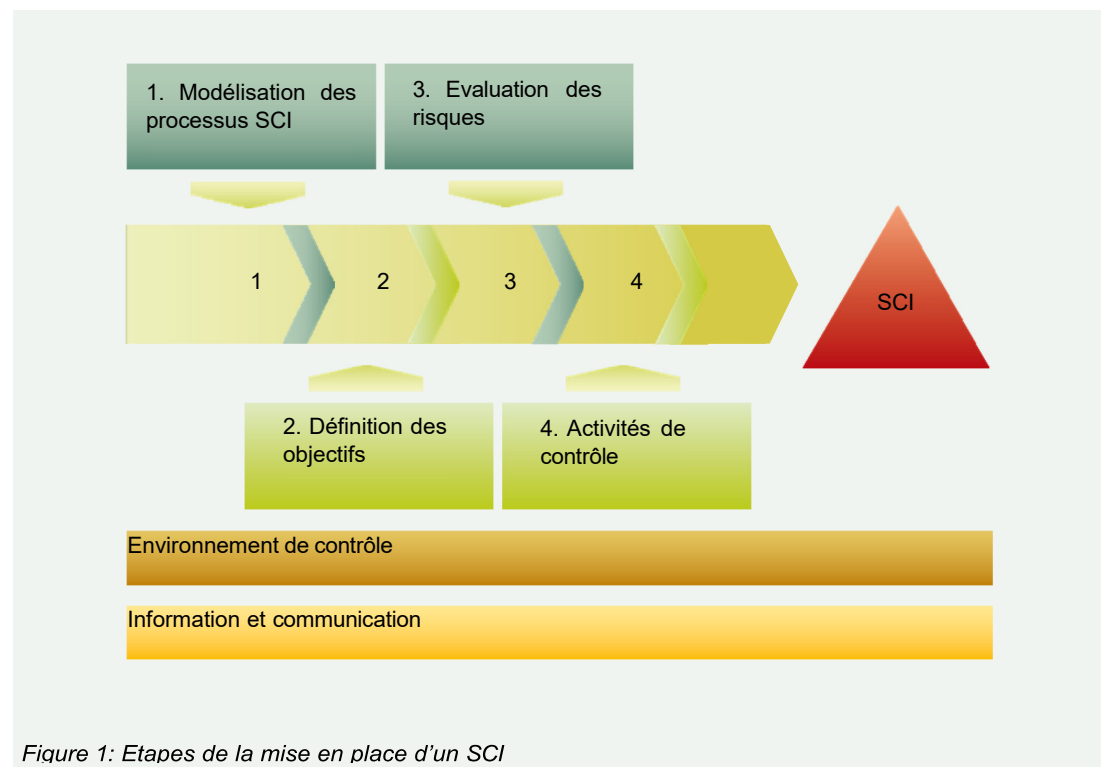 1. Modélisation des
processus SCI
3. Evaluation des
risques
1
2
3
4
SCI
2. Définition des
objectifs
4. Activités de
contrôle
Environnement de contrôle
Information et communication
Figure 1: Etapes de la mise en place d'un SCI